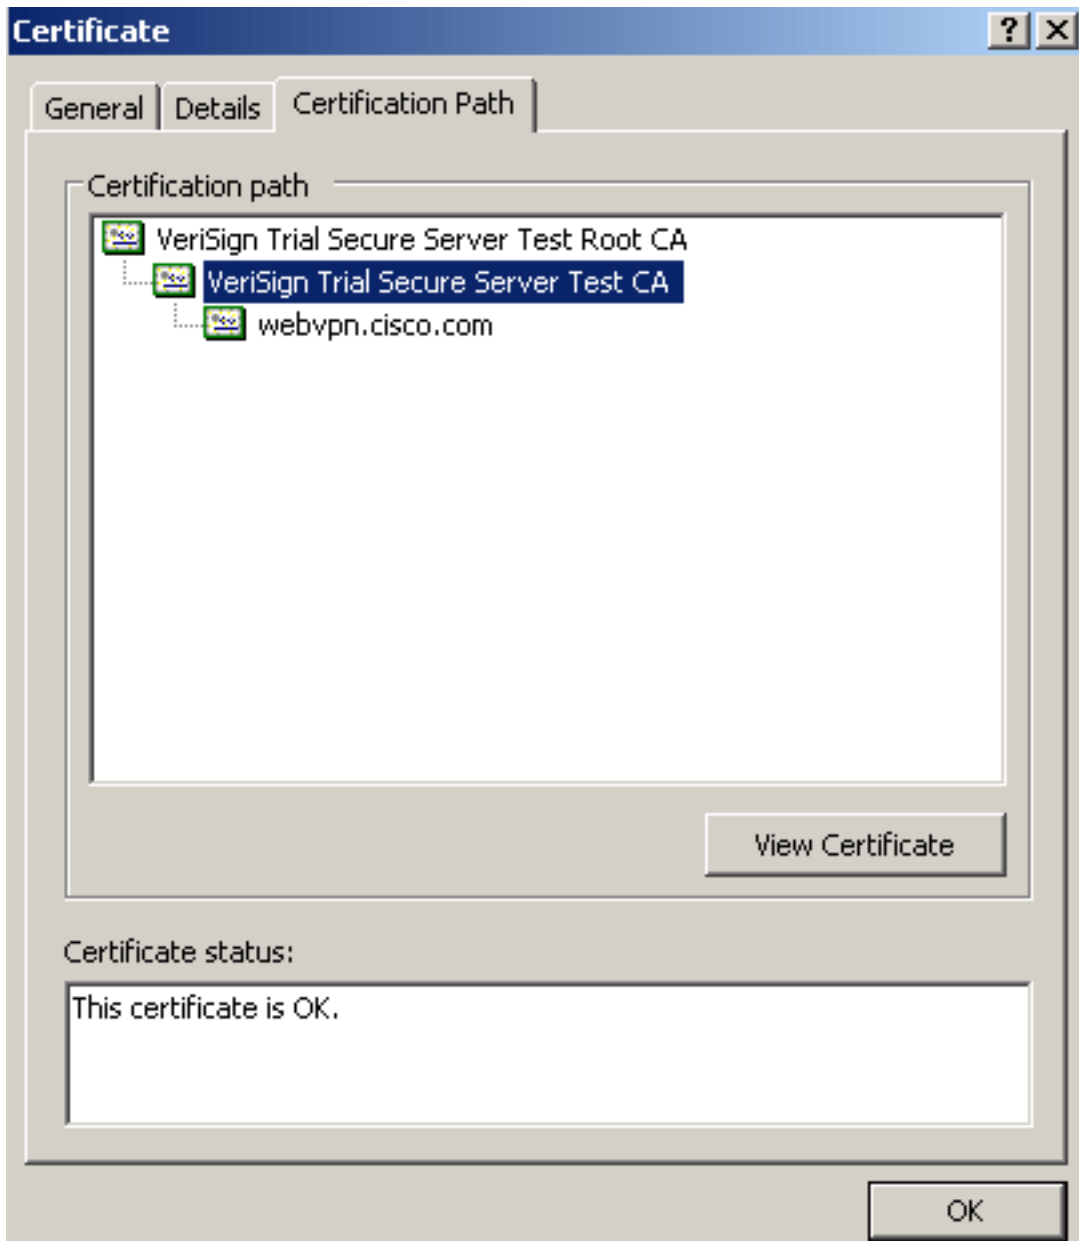 Certificate
General Details Certification Path
Certification path
VeriSign Trial Secure Server Test Root CA
VeriSign Trial Secure Server Test CA
webvpn.cisco.com
View Certificate
Certificate status:
This certificate is OK.
OK